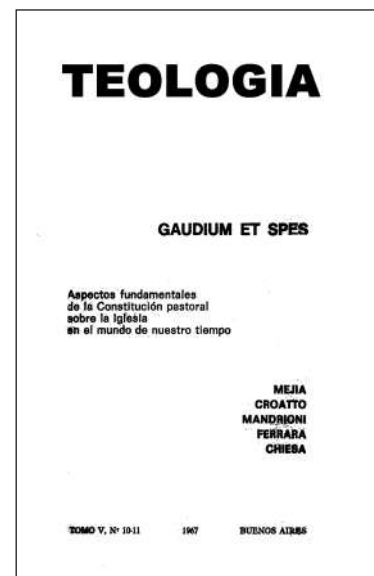 TEOLOGIA
GAUDIUM ET SPES
Aspectos fundamentales
de la Constitución pastoral
sobre la Iglesia
en el mundo de nuestro tiempo
MEJIA
CROATTO
MANDRIONI
FERRARA
CHIESA
TOMO V, Nº 10-11 1967 BUENOS AIRES